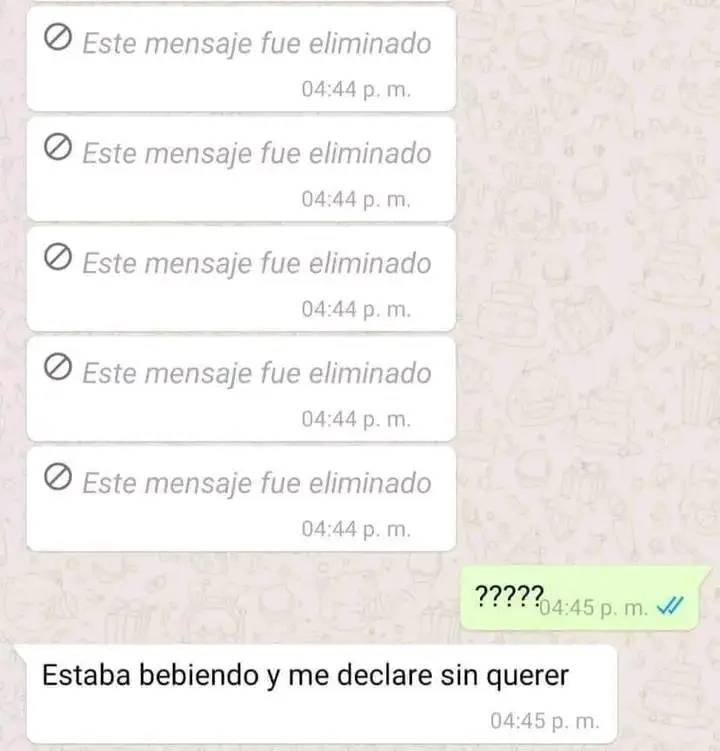 Este mensaje fue eliminado
04:44 p. m.
Este mensaje fue eliminado
04:44 p. m.
Este mensaje fue eliminado
04:44 p. m.
Este mensaje fue eliminado
04:44 p. m.
Este mensaje fue eliminado
04:44 p. m.
?????
04:45 p. m.
Estaba bebiendo y me declare sin querer
04:45 p. m.